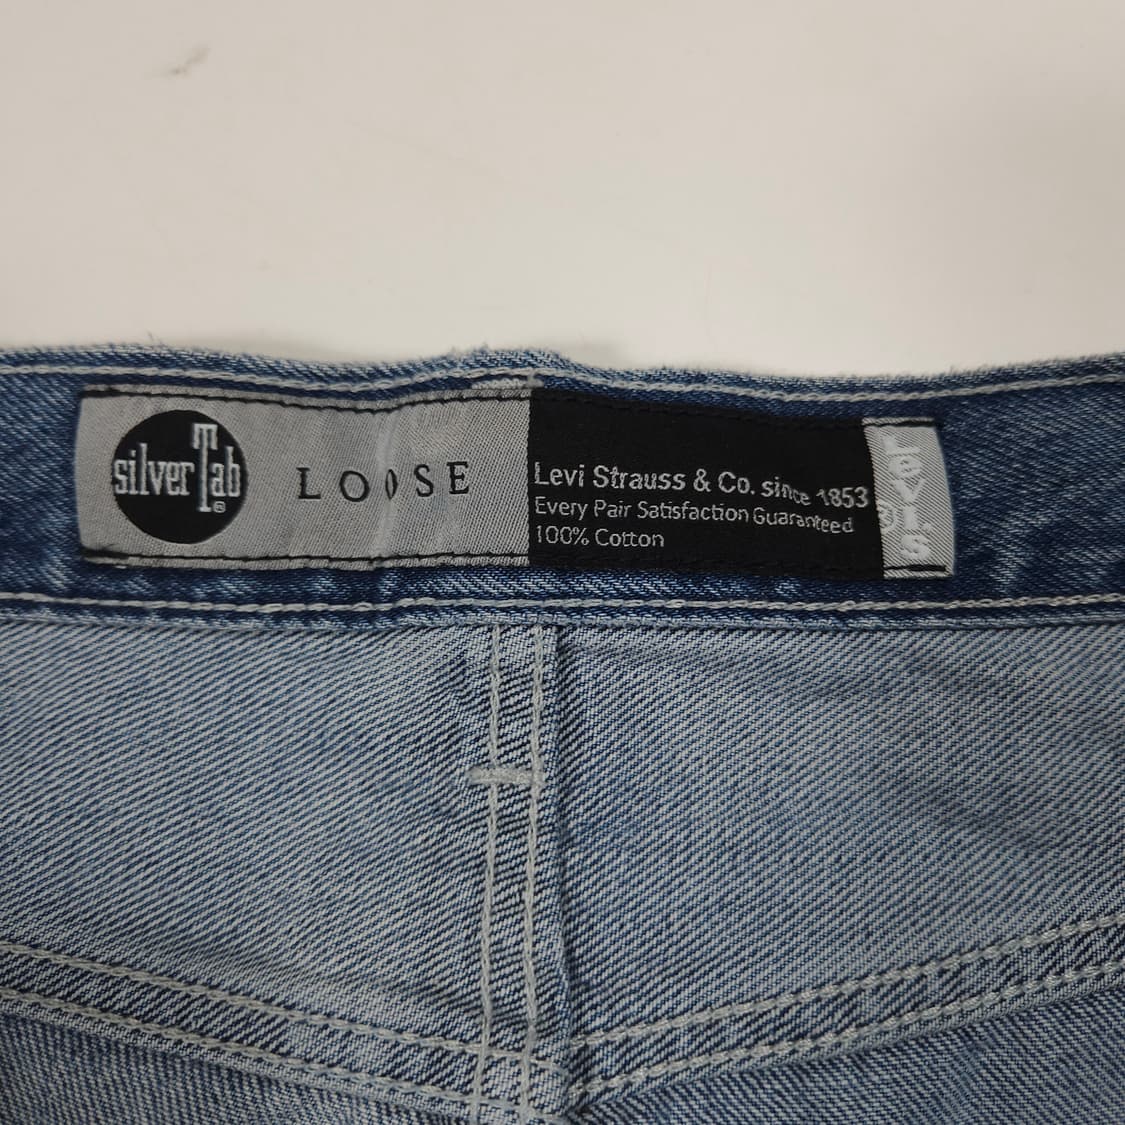 silverTab®
LOOSE
Levi Strauss & Co. since 1853
Every Pair Satisfaction Guaranteed
100% Cotton
LeVI'S
®